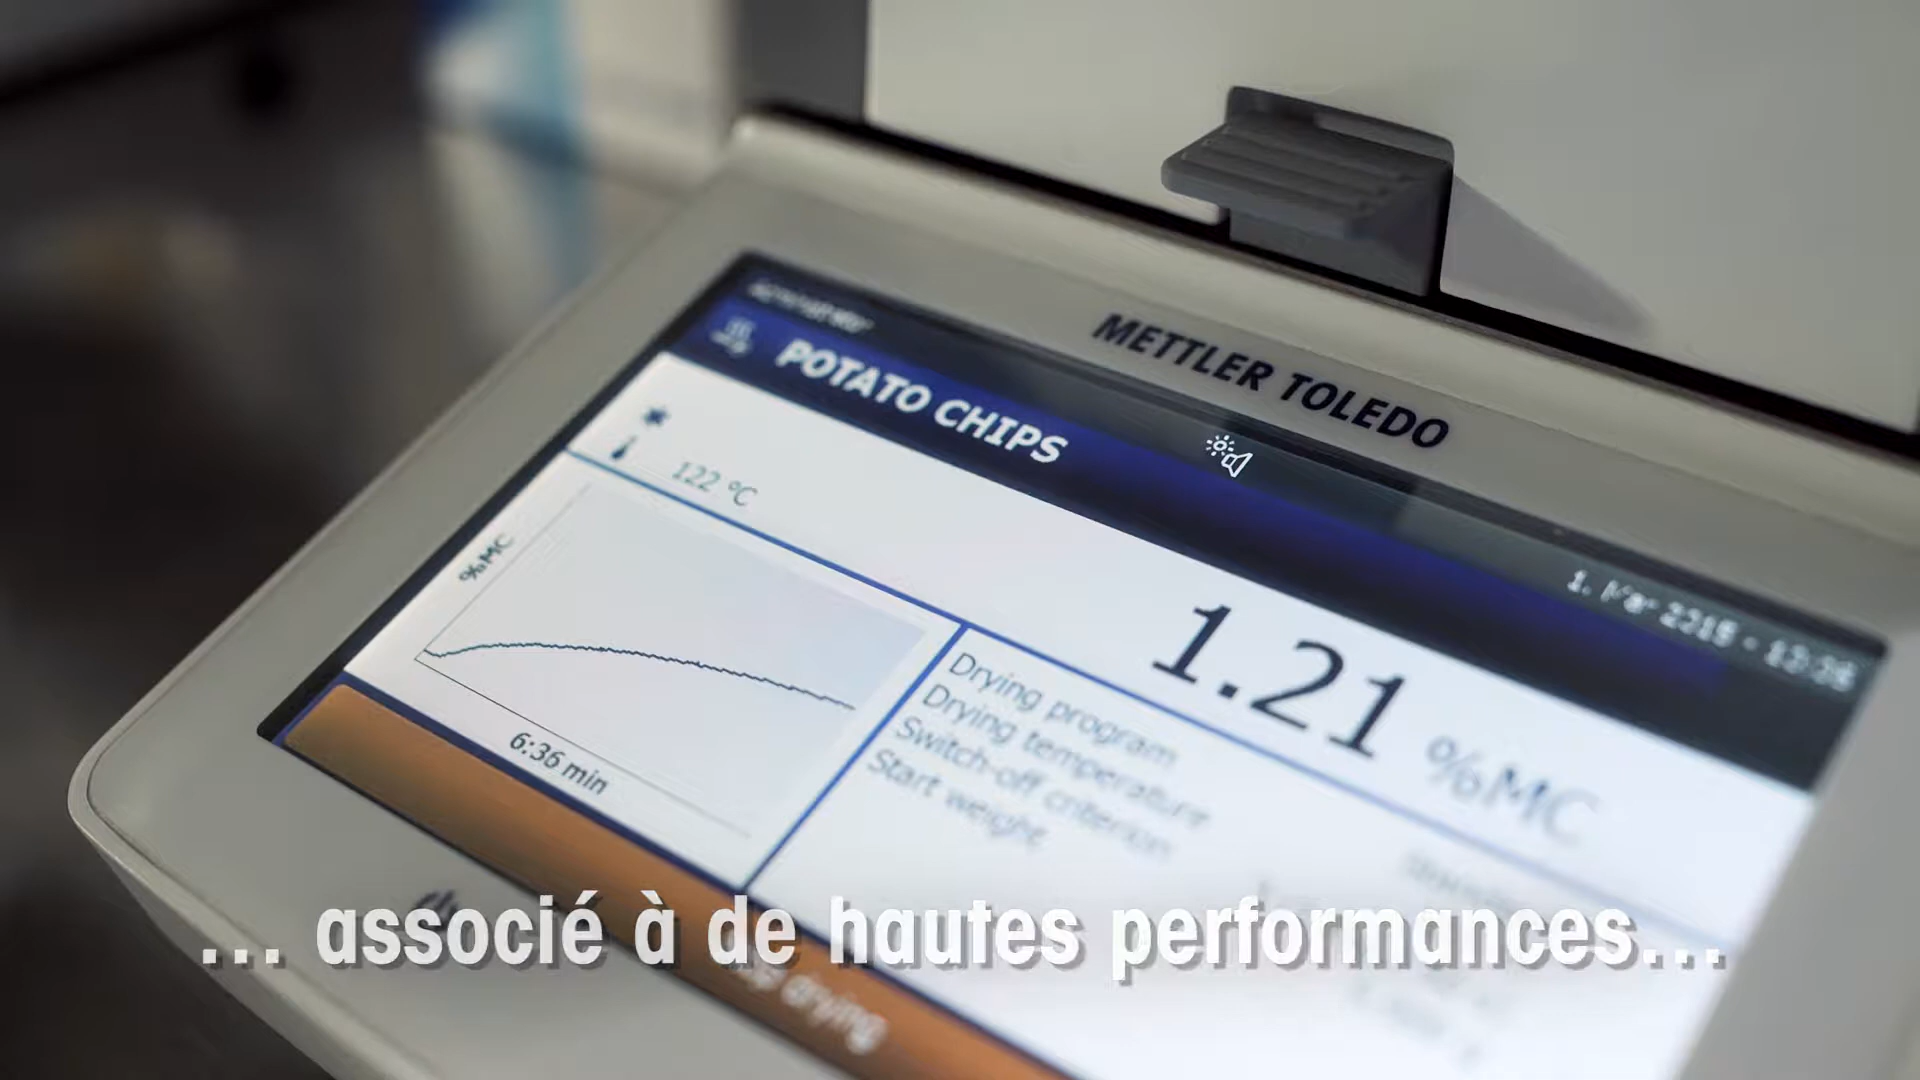 METTLER TOLEDO
POTATO CHIPS
122 °C
%MC
1.21 %MC
6:36 min
Drying program
Drying temperature
Switch-off criterion
Start weight
... associé à de hautes performances...
drying